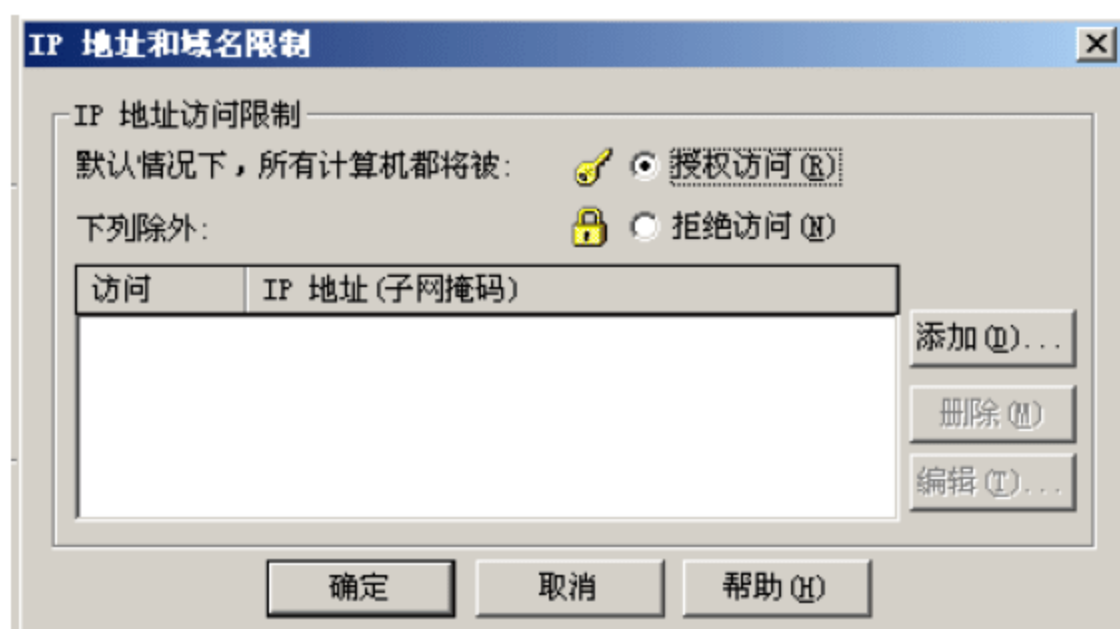 IP 地址和域名限制
IP 地址访问限制
默认情况下，所有计算机都将被: 授权访问(R)
下列除外: 拒绝访问(N)
访问 IP 地址(子网掩码)
添加(D)...
删除(M)
编辑(T)...
确定 取消 帮助(H)